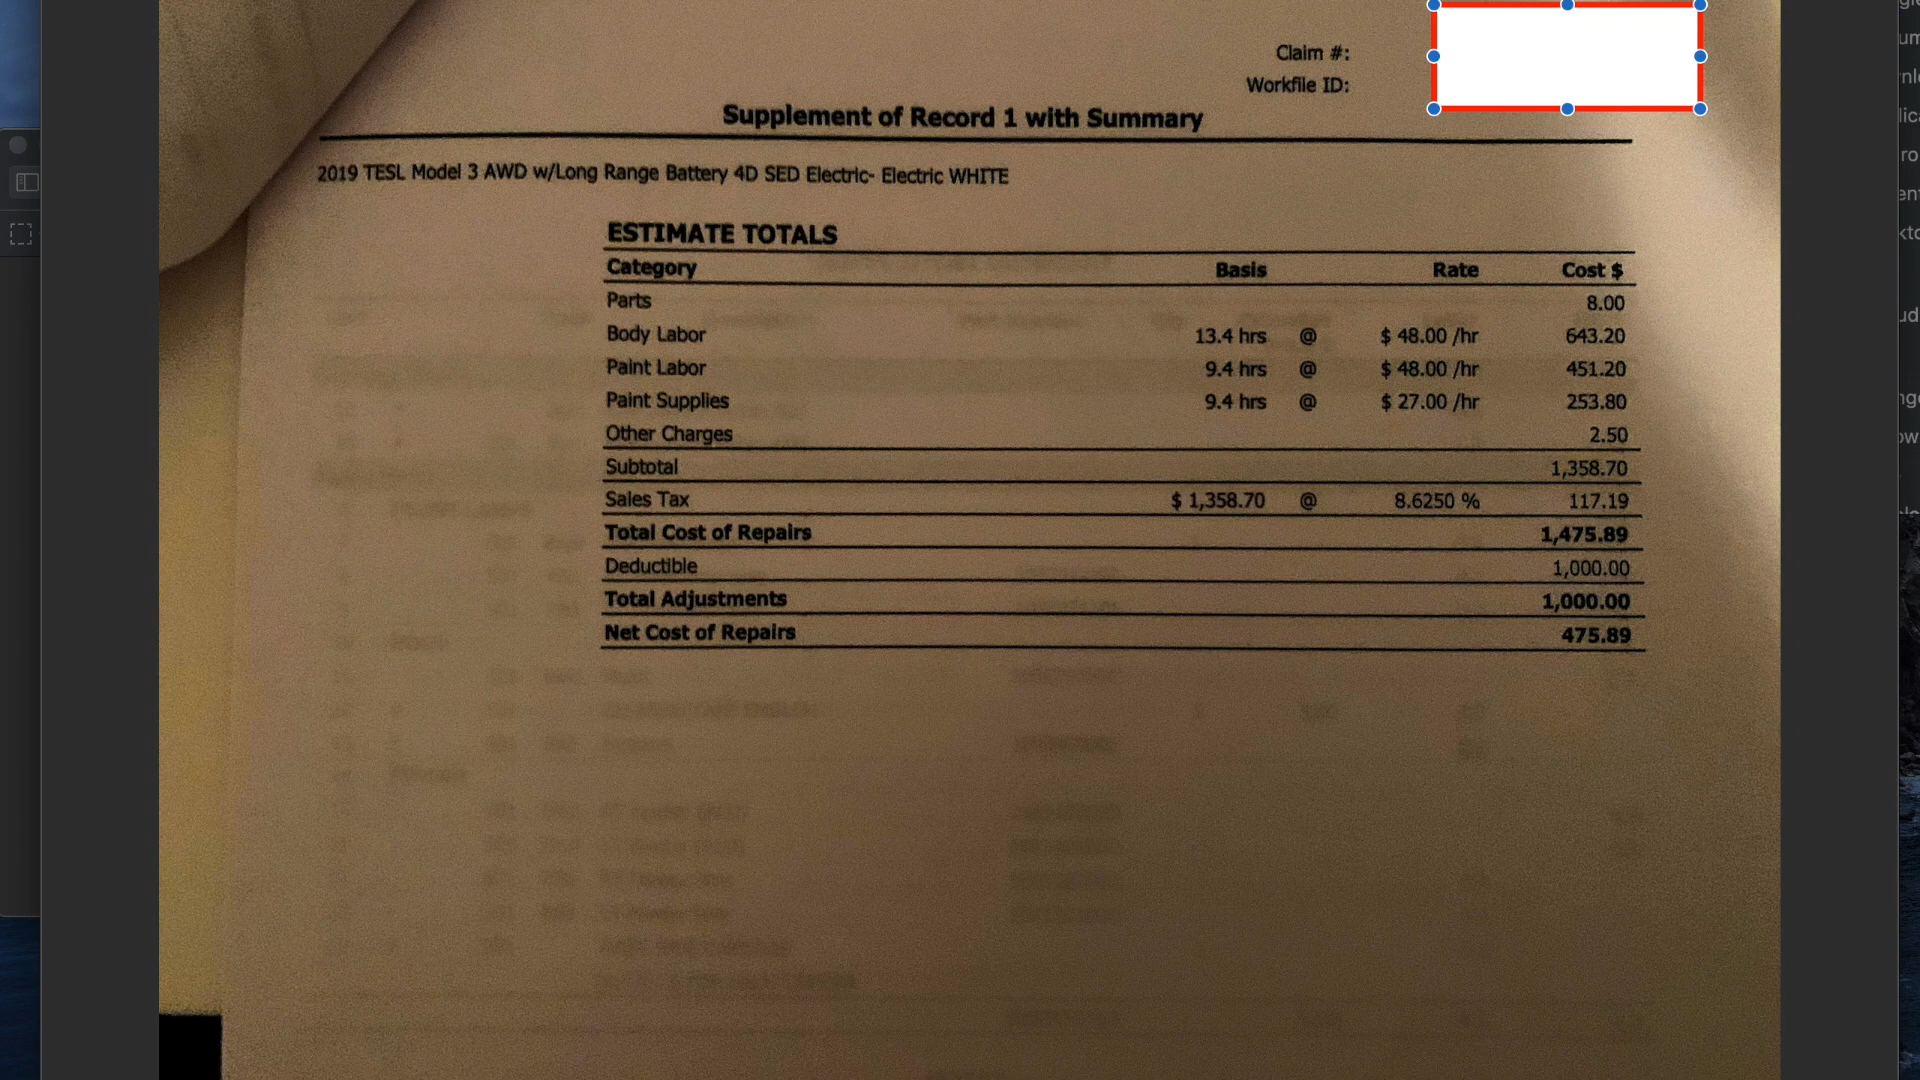 Claim #:
Workfile ID:
Supplement of Record 1 with Summary
2019 TESL Model 3 AWD w/Long Range Battery 4D SED Electric- Electric WHITE
ESTIMATE TOTALS
Category Basis Rate Cost $
Parts 8.00
Body Labor 13.4 hrs @ $ 48.00 /hr 643.20
Paint Labor 9.4 hrs @ $ 48.00 /hr 451.20
Paint Supplies 9.4 hrs @ $ 27.00 /hr 253.80
Other Charges 2.50
Subtotal 1,358.70
Sales Tax $ 1,358.70 @ 8.6250 % 117.19
Total Cost of Repairs 1,475.89
Deductible 1,000.00
Total Adjustments 1,000.00
Net Cost of Repairs 475.89